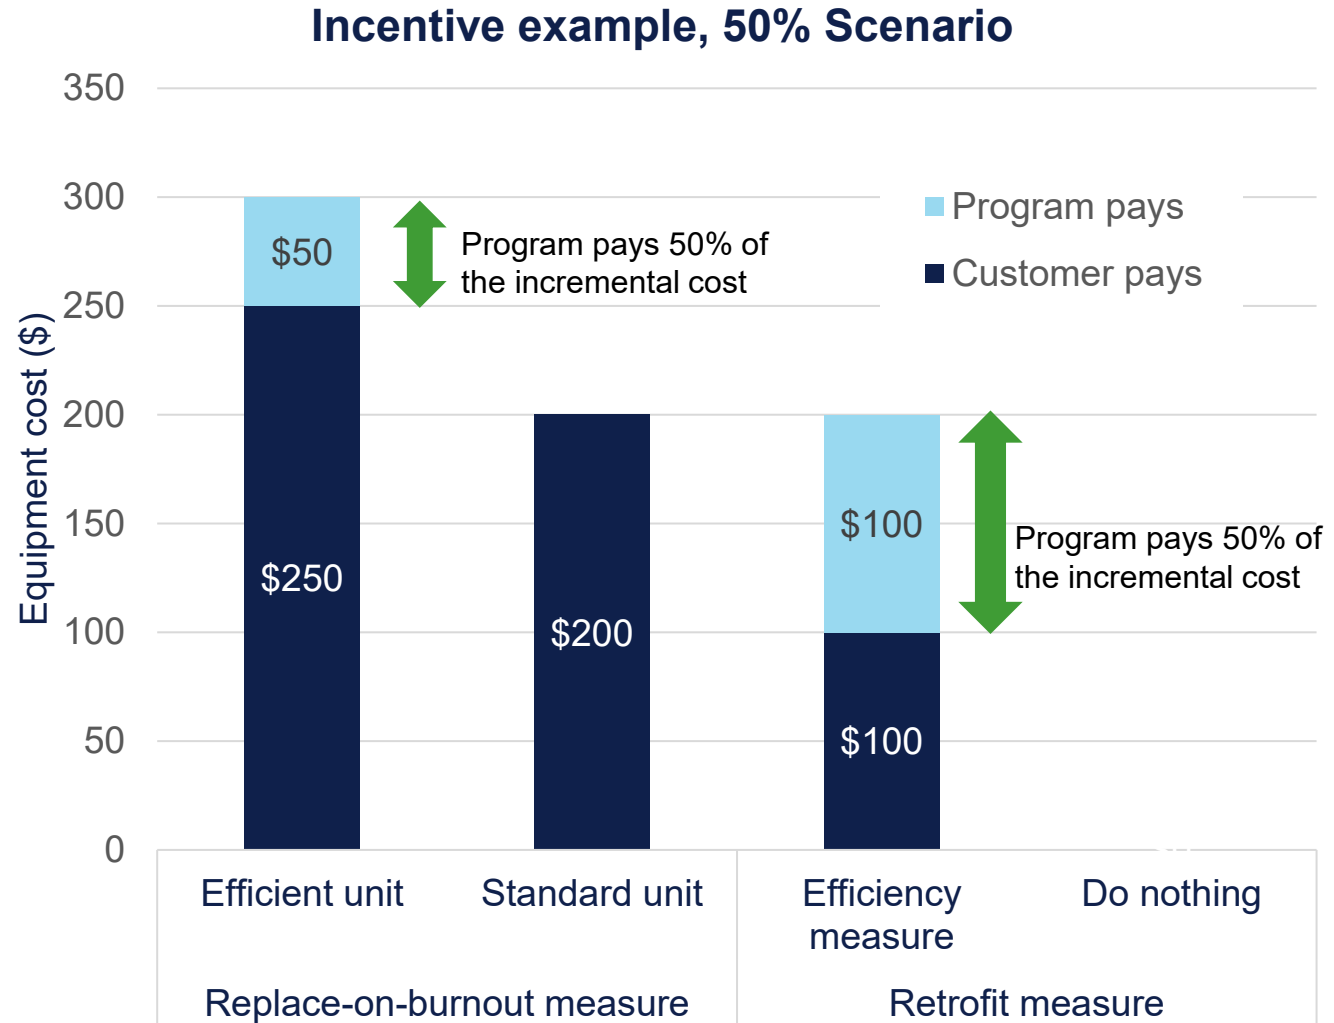 Incentive example, 50% Scenario
350
300
250
200
150
100
50
0
Equipment cost ($)
$50
$250
Program pays 50% of
the incremental cost
$200
Program pays
Customer pays
$100
$100
Program pays 50% of
the incremental cost
Efficient unit
Standard unit
Efficiency
measure
Do nothing
Replace-on-burnout measure
Retrofit measure